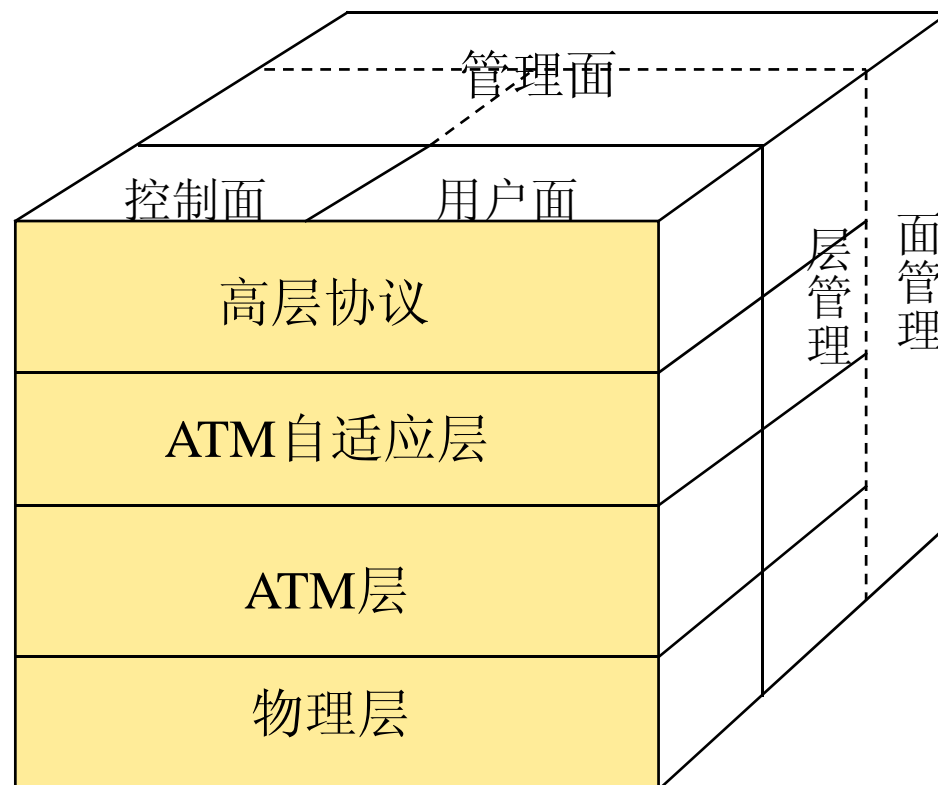 管理面
控制面
用户面
层管理
面管理
高层协议
ATM自适应层
ATM层
物理层